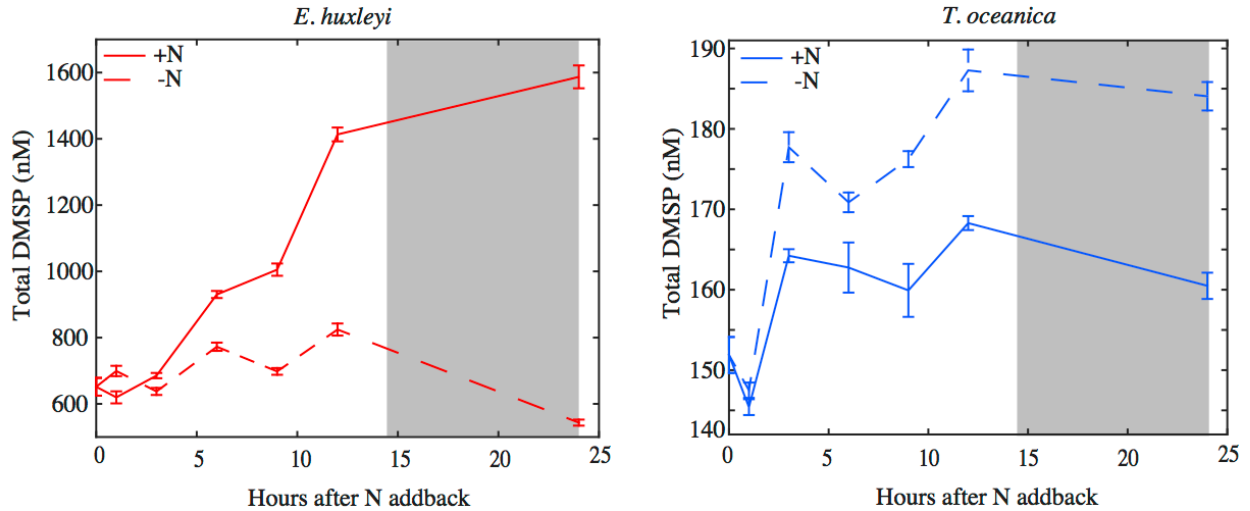 E. huxleyi
+N
-N
1600
1400
1200
1000
800
600
Total DMSP (nM)
0 5 10 15 20 25
Hours after N addback
T. oceanica
+N
-N
190
180
170
160
150
140
Total DMSP (nM)
0 5 10 15 20 25
Hours after N addback